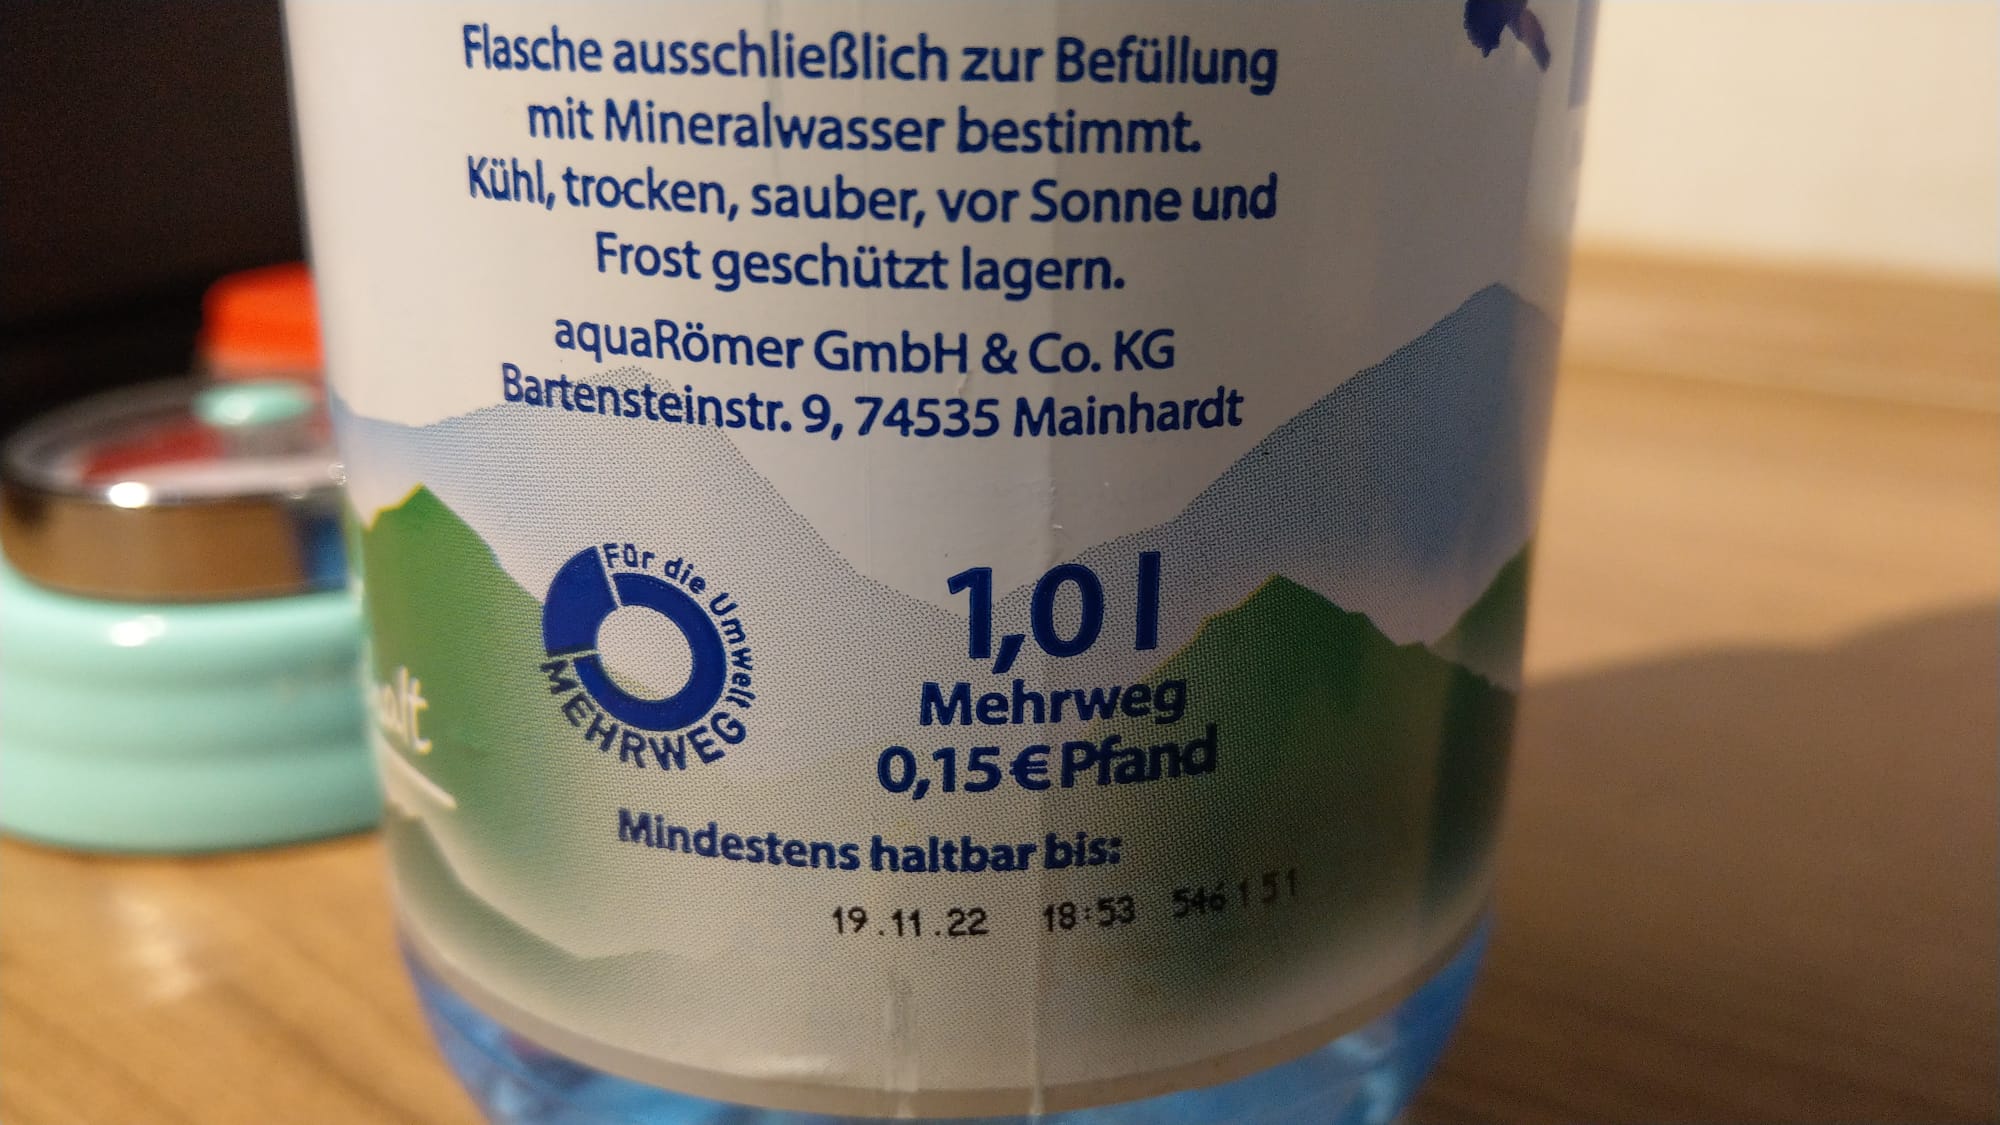 Flasche ausschließlich zur Befüllung
mit Mineralwasser bestimmt.
Kühl, trocken, sauber, vor Sonne und
Frost geschützt lagern.
aquaRömer GmbH & Co. KG
Bartensteinstr. 9, 74535 Mainhardt
Für die Umwelt
MEHRWEG
1,0 l
Mehrweg
0,15 € Pfand
Mindestens haltbar bis:
19.11.22 18:53 546151